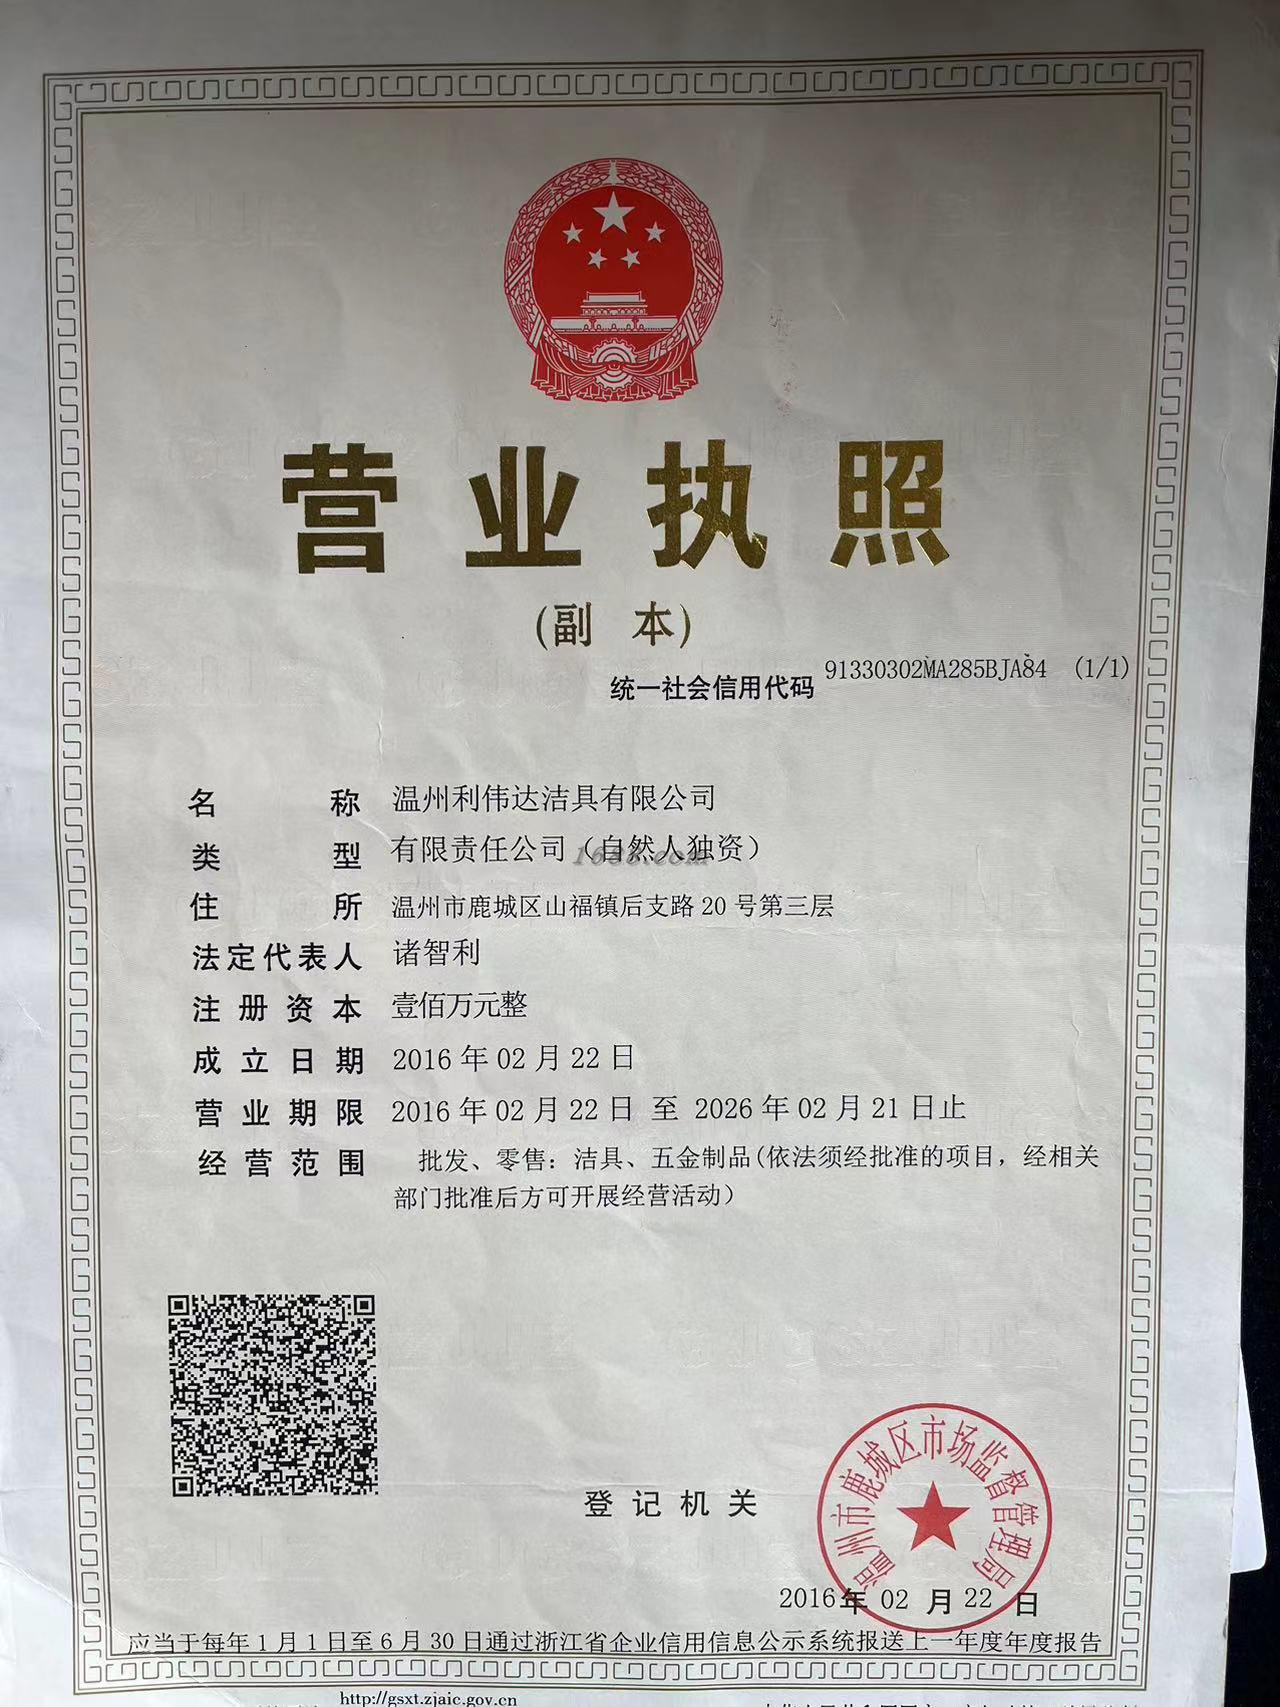 营业执照
(副 本)
统一社会信用代码 91330302MA285BJA84 (1/1)
名 称 温州利伟达洁具有限公司
类 型 有限责任公司（自然人独资）
1688.com
住 所 温州市鹿城区山福镇后支路20号第三层
法定代表人 诸智利
注册资本 壹佰万元整
成立日期 2016年02月22日
营业期限 2016年02月22日 至 2026年02月21日止
经营范围 批发、零售：洁具、五金制品(依法须经批准的项目，经相关
部门批准后方可开展经营活动）
登记机关
温州市鹿城区市场监督管理局
2016年02月22日
应当于每年1月1日至6月30日通过浙江省企业信用信息公示系统报送上一年度年度报告
http://gsxt.zjaic.gov.cn